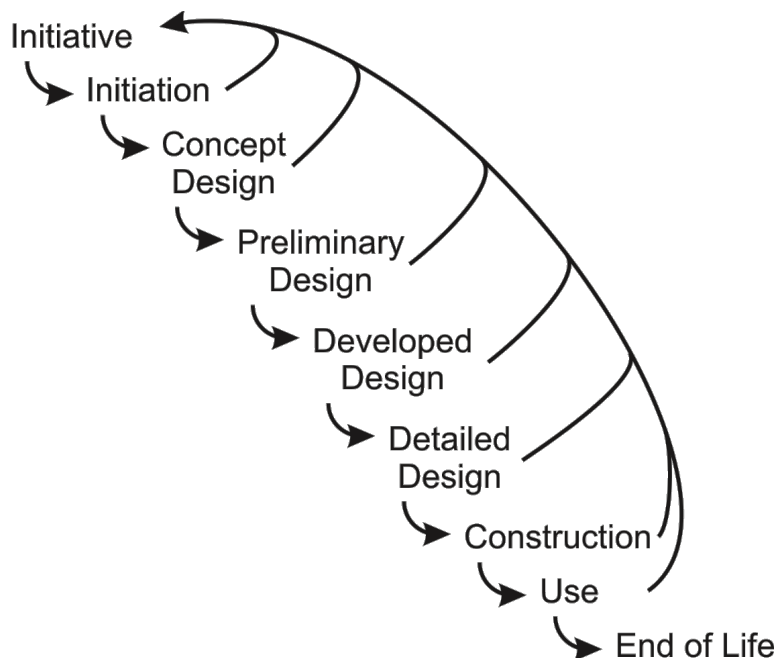 Initiative
Initiation
Concept
Design
Preliminary
Design
Developed
Design
Detailed
Design
Construction
Use
End of Life